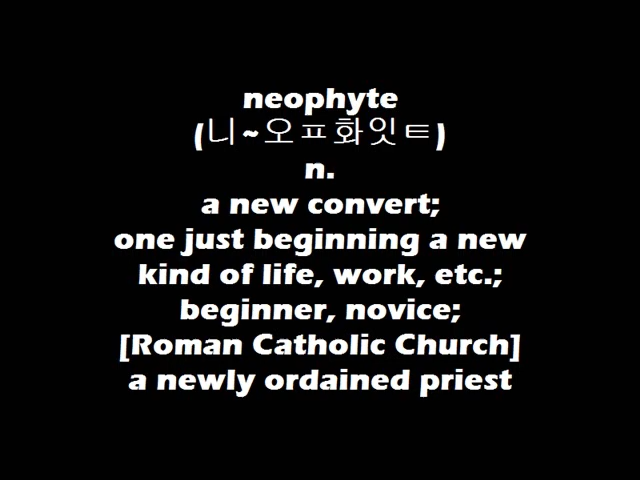 neophyte
(니~오ㅍ화잇ㅌ)
n.
a new convert;
one just beginning a new
kind of life, work, etc.;
beginner, novice;
[Roman Catholic Church]
a newly ordained priest